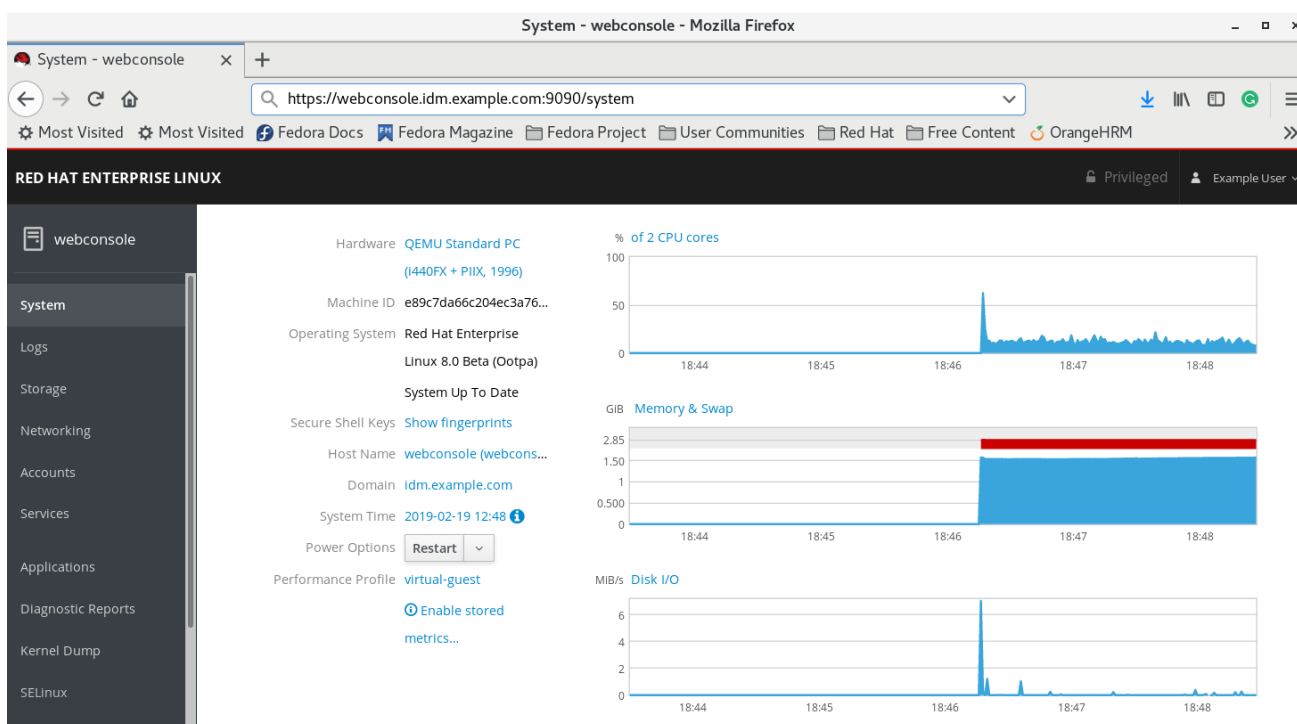 System - webconsole - Mozilla Firefox
System - webconsole
https://webconsole.idm.example.com:9090/system
Most Visited Most Visited Fedora Docs Fedora Magazine Fedora Project User Communities Red Hat Free Content OrangeHRM
RED HAT ENTERPRISE LINUX
Privileged Example User
webconsole
System
Logs
Storage
Networking
Accounts
Services
Applications
Diagnostic Reports
Kernel Dump
SELinux
Hardware QEMU Standard PC
(i440FX + PIIX, 1996)
Machine ID e89c7da66c204ec3a76...
Operating System Red Hat Enterprise
Linux 8.0 Beta (Ootpa)
System Up To Date
Secure Shell Keys Show fingerprints
Host Name webconsole (webcons...
Domain idm.example.com
System Time 2019-02-19 12:48
Power Options Restart
Performance Profile virtual-guest
Enable stored
metrics...
% of 2 CPU cores
100
50
0
18:44 18:45 18:46 18:47 18:48
GiB Memory & Swap
2.85
1.50
1
0.500
0
18:44 18:45 18:46 18:47 18:48
MiB/s Disk I/O
6
4
2
0
18:44 18:45 18:46 18:47 18:48